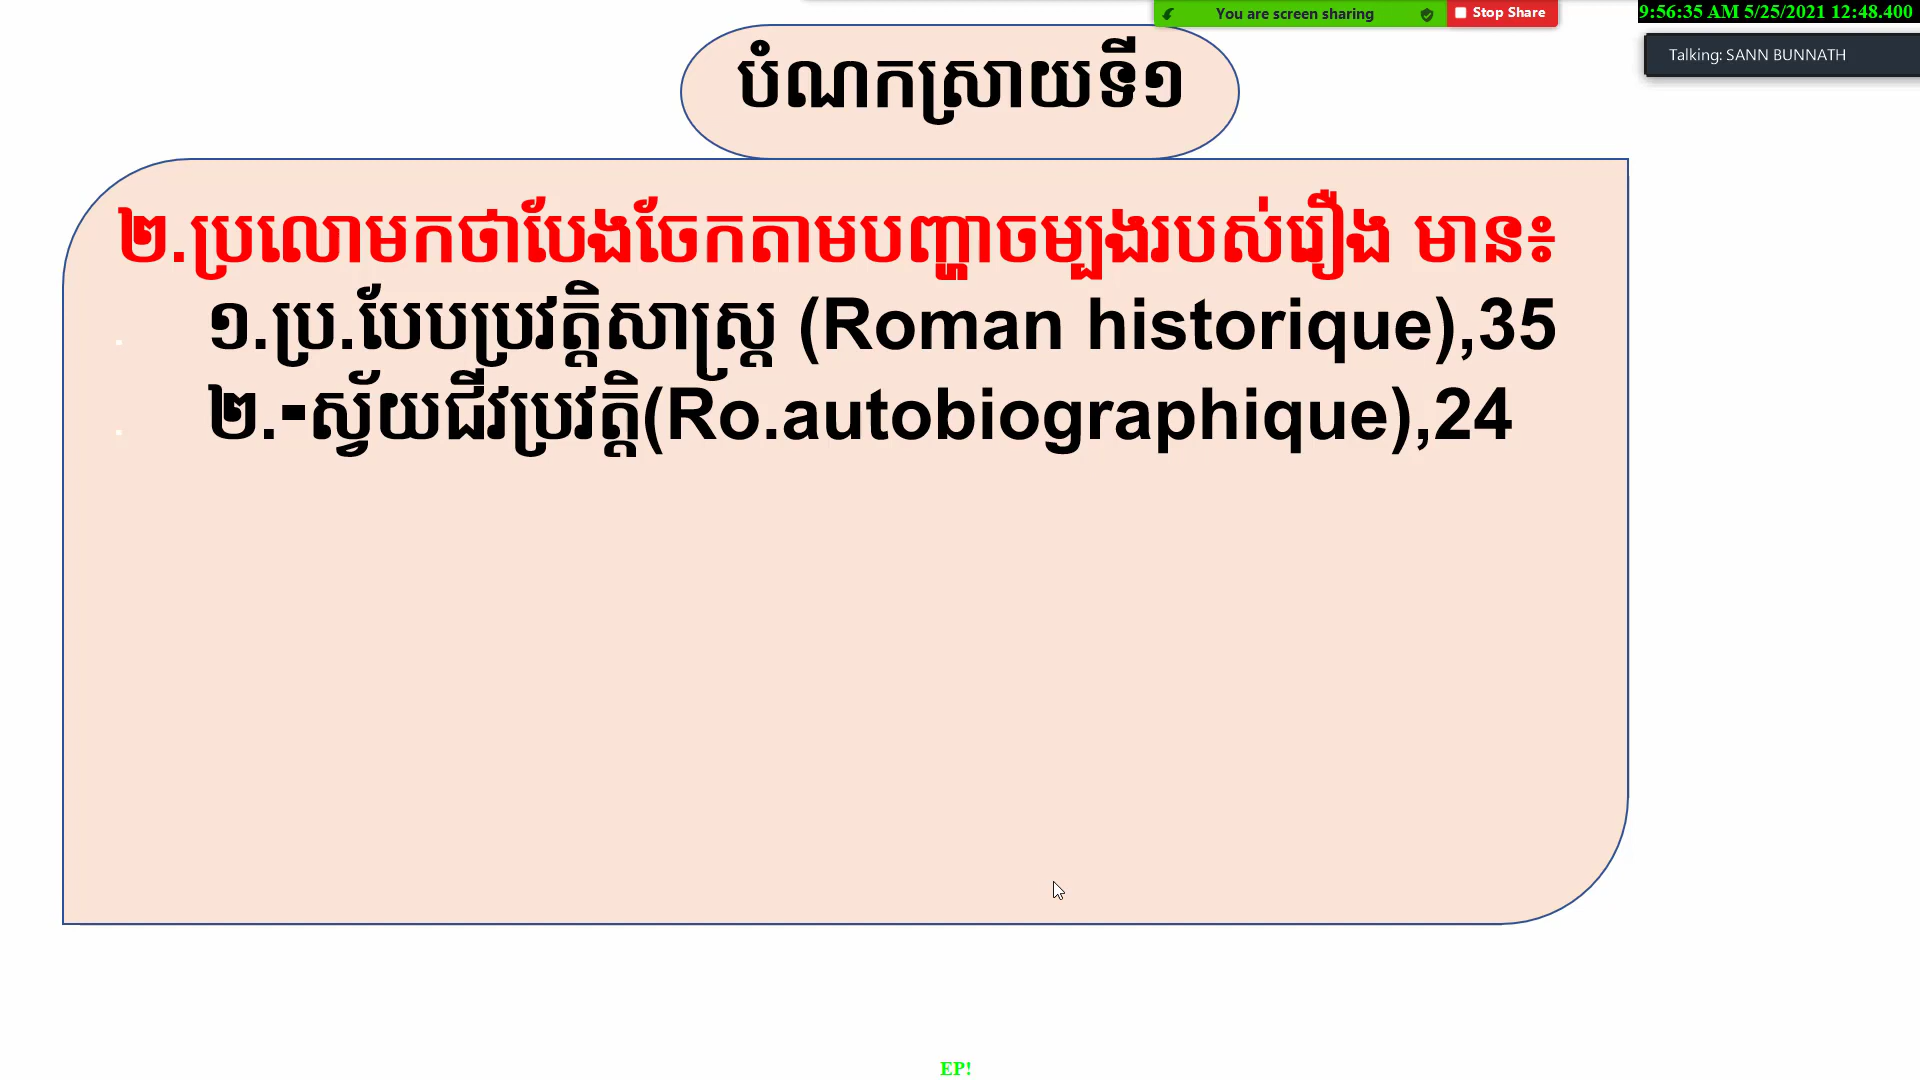 You are screen sharing
Stop Share
9:56:35 AM 5/25/2021 12:48.400
Talking: SANN BUNNATH
បំណកស្រាយទី១
២.ប្រលោមកថាបែងចែកតាមបញ្ហាចម្បងរបស់រឿង មាន៖
១.ប្រ.បែបប្រវត្តិសាស្ត្រ (Roman historique),35
២.-ស្វ័យជីវប្រវត្តិ(Ro.autobiographique),24
EP!